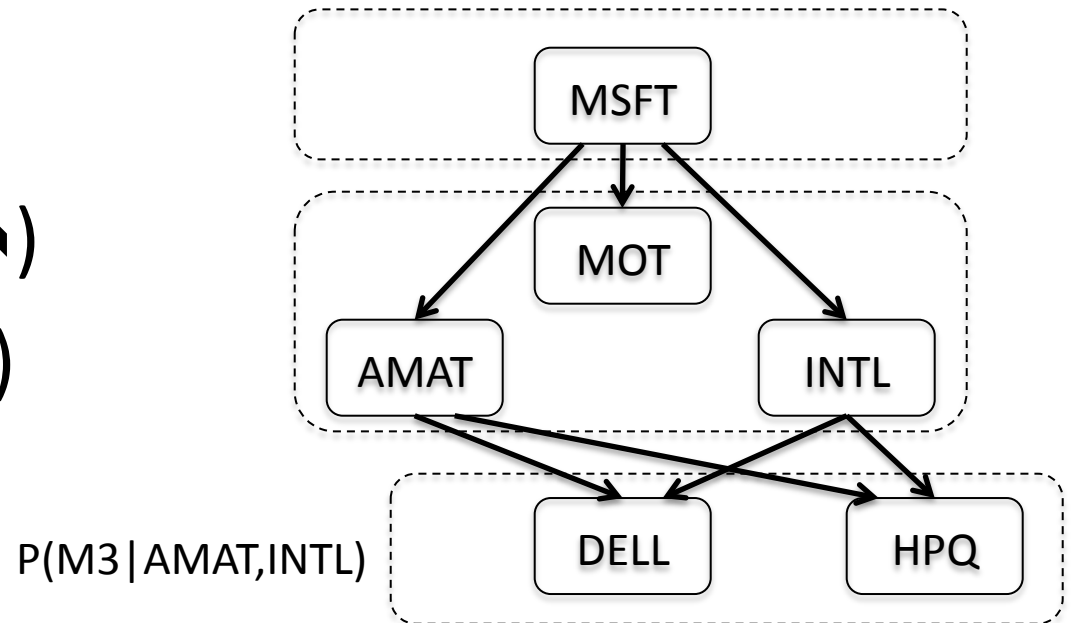 MSFT
)
MOT
)
AMAT
INTL
P(M3|AMAT,INTL)
DELL
HPQ